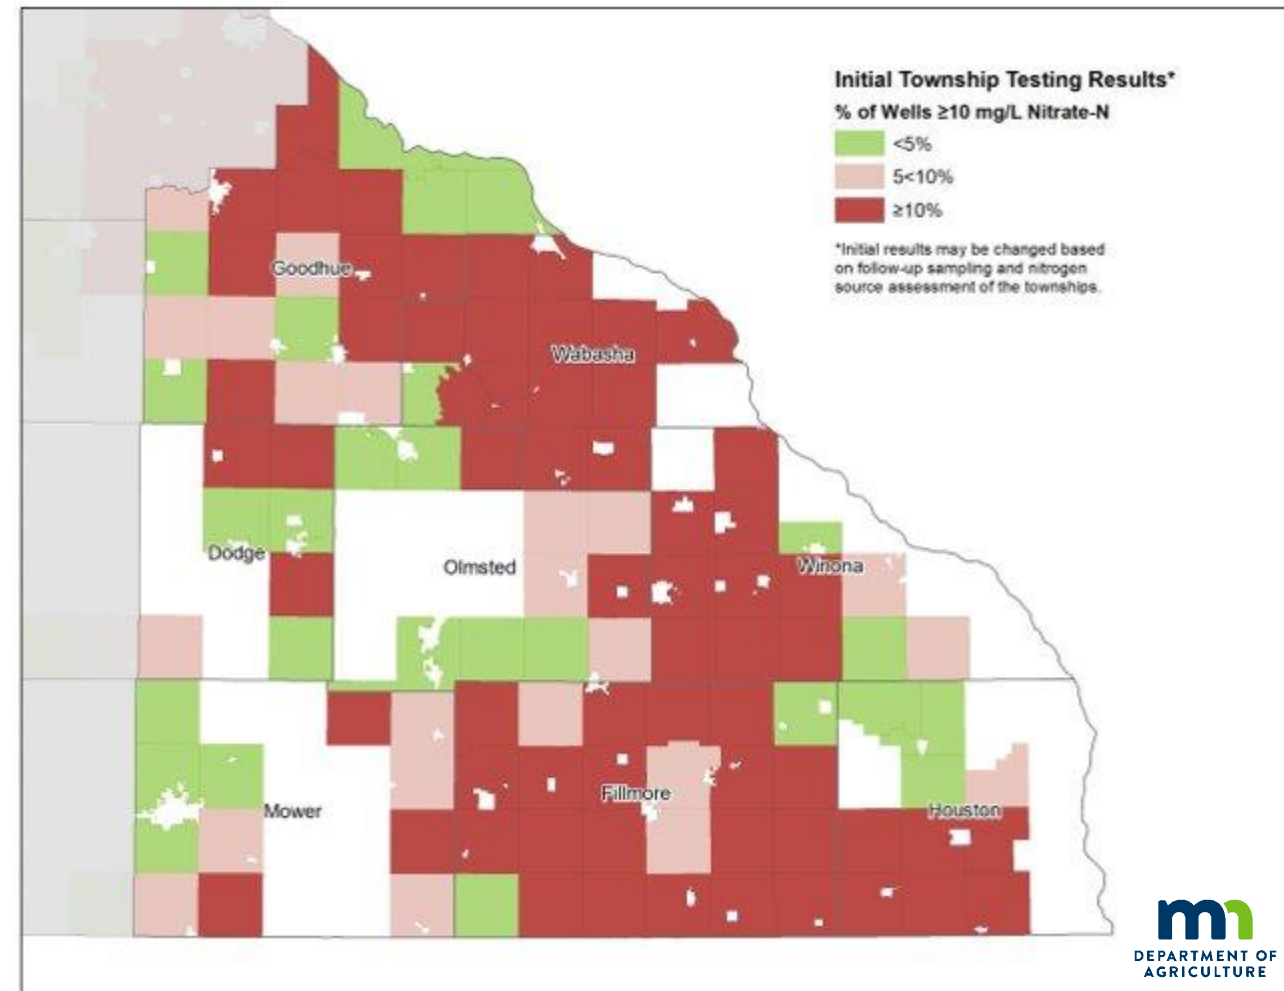 Initial Township Testing Results*
% of Wells ≥10 mg/L Nitrate-N
<5%
5<10%
≥10%
*Initial results may be changed based
on follow-up sampling and nitrogen
source assessment of the townships.
Goodhue
Wabasha
Dodge
Olmsted
Winona
Mower
Fillmore
Houston
mn
DEPARTMENT OF
AGRICULTURE